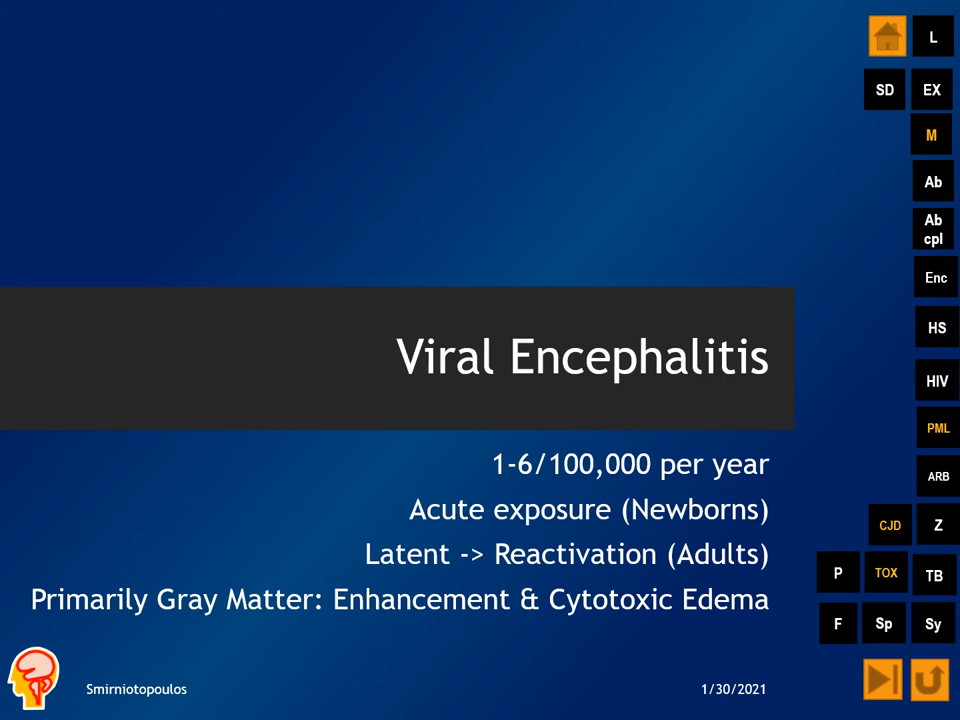 L
SD EX
M
Ab
Ab
cpl
Enc
HS
Viral Encephalitis
HIV
PML
1-6/100,000 per year
ARB
Acute exposure (Newborns)
CJD Z
Latent -> Reactivation (Adults)
P TOX TB
Primarily Gray Matter: Enhancement & Cytotoxic Edema
F Sp Sy
Smirniotopoulos 1/30/2021